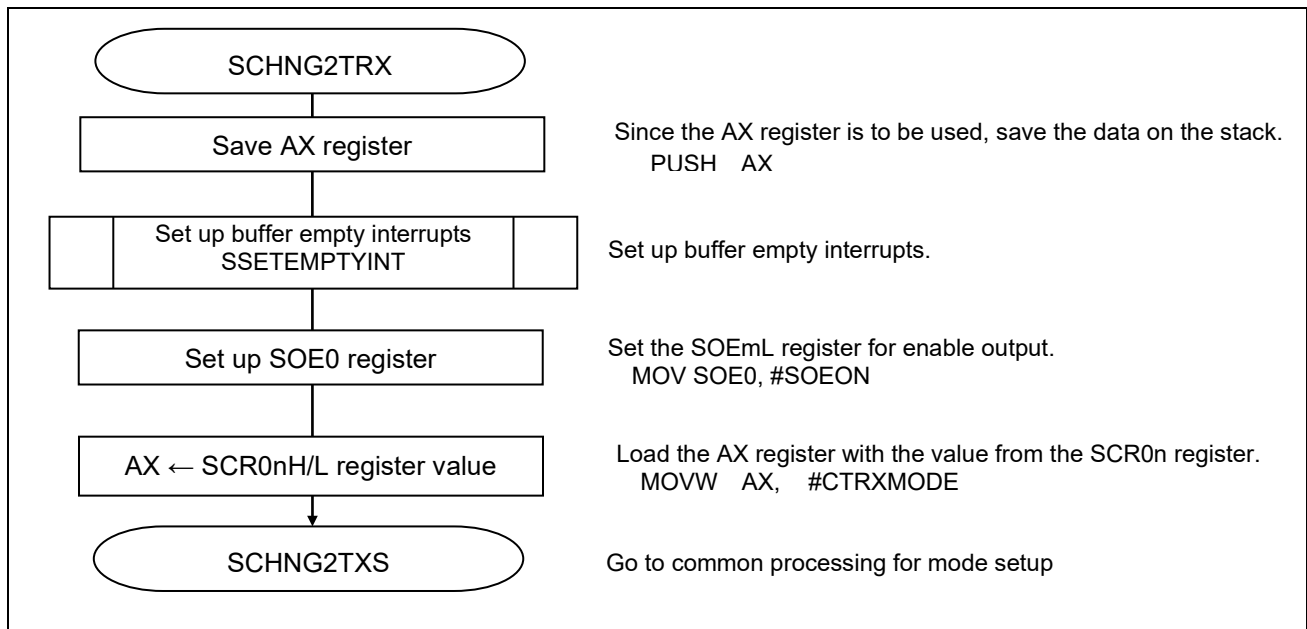 SCHNG2TRX
Save AX register
Since the AX register is to be used, save the data on the stack.
PUSH AX
Set up buffer empty interrupts
SSETEMPTYINT
Set up buffer empty interrupts.
Set up SOE0 register
Set the SOEmL register for enable output.
MOV SOE0, #SOEON
AX ← SCR0nH/L register value
Load the AX register with the value from the SCR0n register.
MOVW AX, #CTRXMODE
SCHNG2TXS
Go to common processing for mode setup